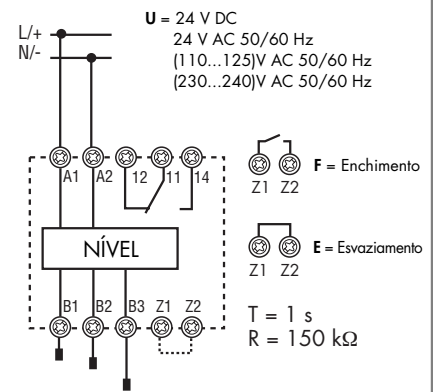 L/+
N/-
U = 24 V DC
24 V AC 50/60 Hz
(110...125)V AC 50/60 Hz
(230...240)V AC 50/60 Hz
A1 A2 12 11 14
Z1 Z2
F = Enchimento
NÍVEL
Z1 Z2
E = Esvaziamento
B1 B2 B3 Z1 Z2
T = 1 s
R = 150 kΩ